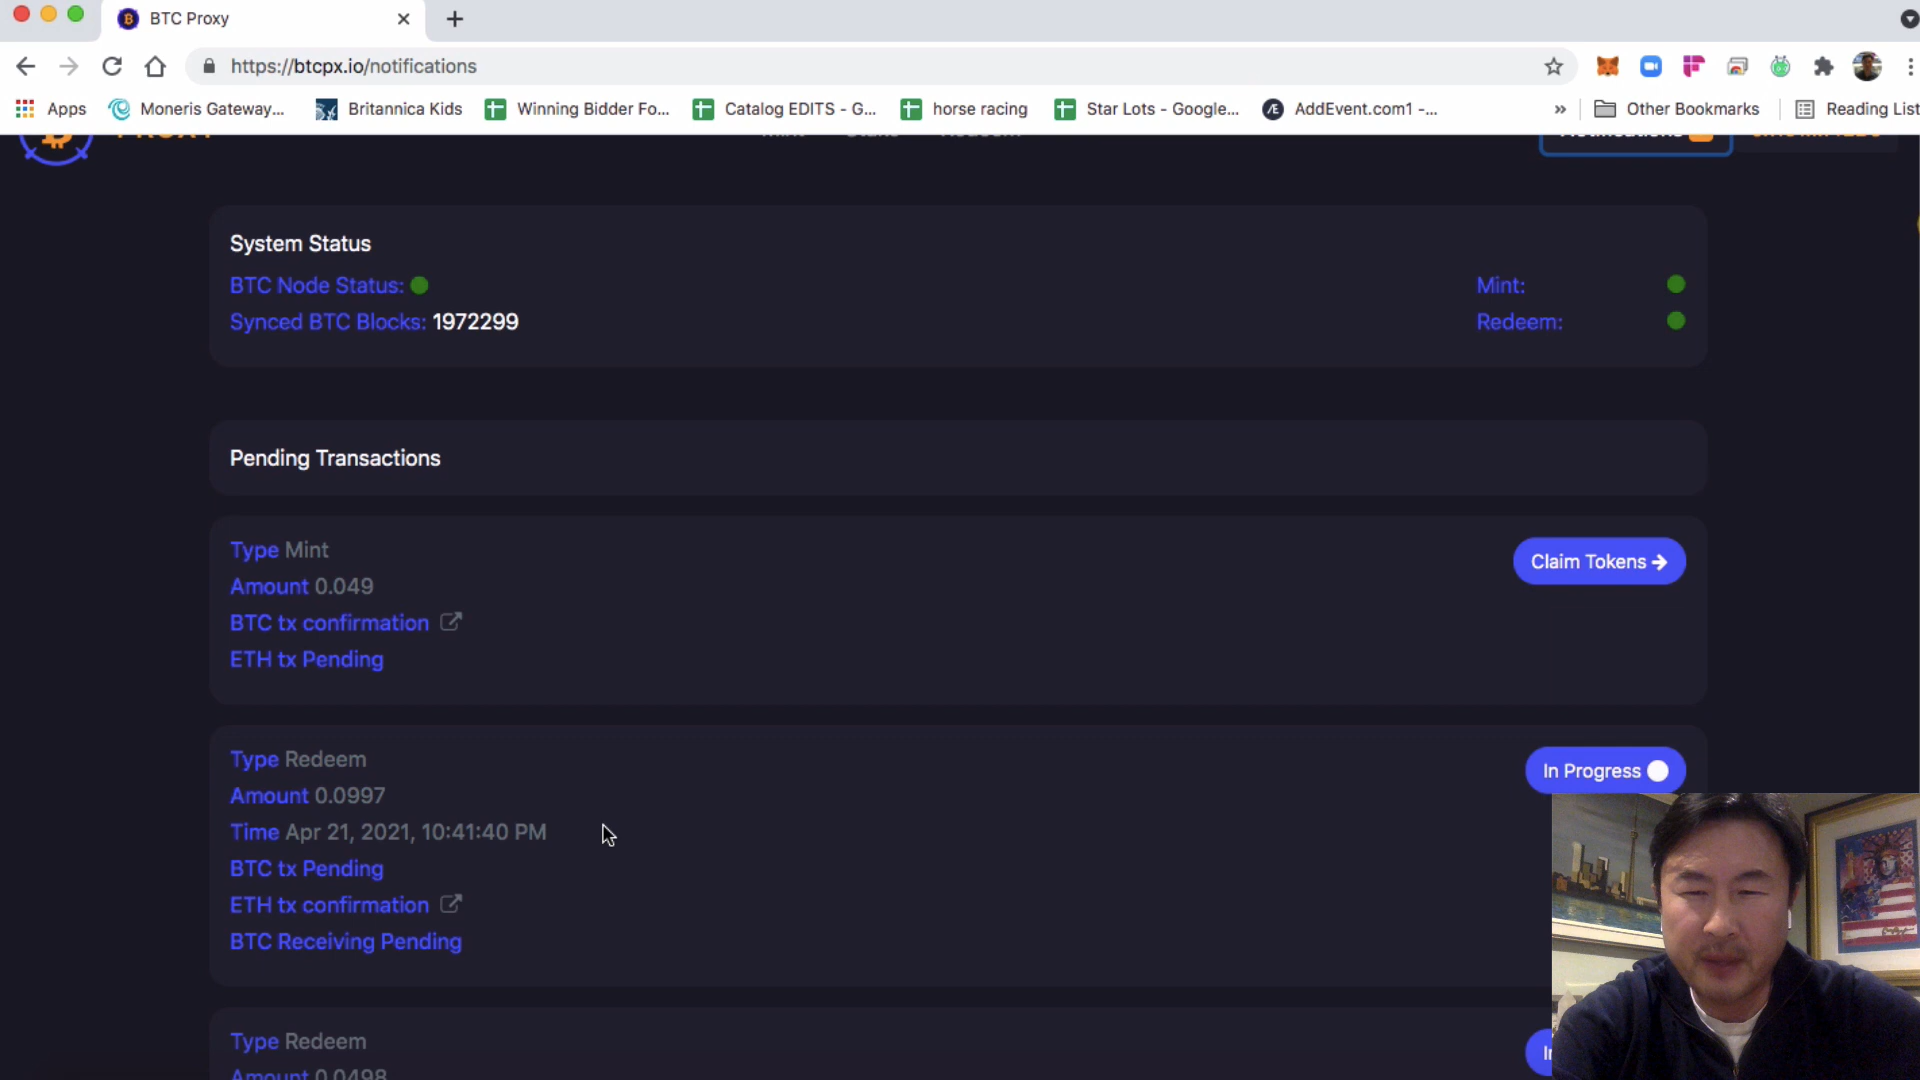 BTC Proxy
https://btcpx.io/notifications
Apps Moneris Gateway... Britannica Kids Winning Bidder Fo... Catalog EDITS - G... horse racing Star Lots - Google... AddEvent.com1 -... » Other Bookmarks Reading List
System Status
BTC Node Status:
Synced BTC Blocks: 1972299
Mint:
Redeem:
Pending Transactions
Type Mint
Amount 0.049
BTC tx confirmation
ETH tx Pending
Claim Tokens →
Type Redeem
Amount 0.0997
Time Apr 21, 2021, 10:41:40 PM
BTC tx Pending
ETH tx confirmation
BTC Receiving Pending
In Progress
Type Redeem
Amount 0.0498